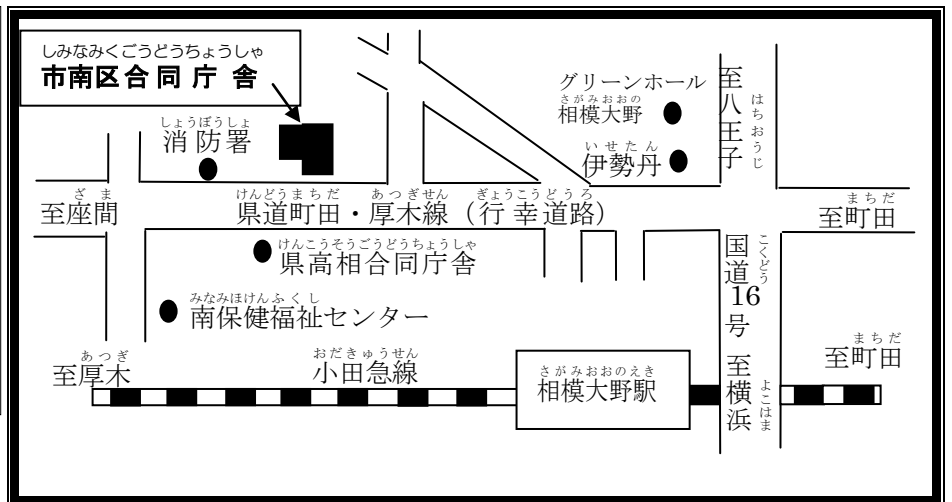 しみなみくごうどうちょうしゃ
市南区合同庁舎
しょうぼうしょ
消防署
グリーンホール
さがみおおの
相模大野
いせたん
伊勢丹
至八王子
はちおうじ
ざま
至座間
けんどうまちだ あつぎせん ぎょうこうどうろ
県道町田・厚木線（行幸道路）
まちだ
至町田
けんこうそうごうどうちょうしゃ
県高相合同庁舎
みなみほけんふくし
南保健福祉センター
国道16号
こくどう
あつぎ
至厚木
おだきゅうせん
小田急線
さがみおおのえき
相模大野駅
至横浜
よこはま
まちだ
至町田